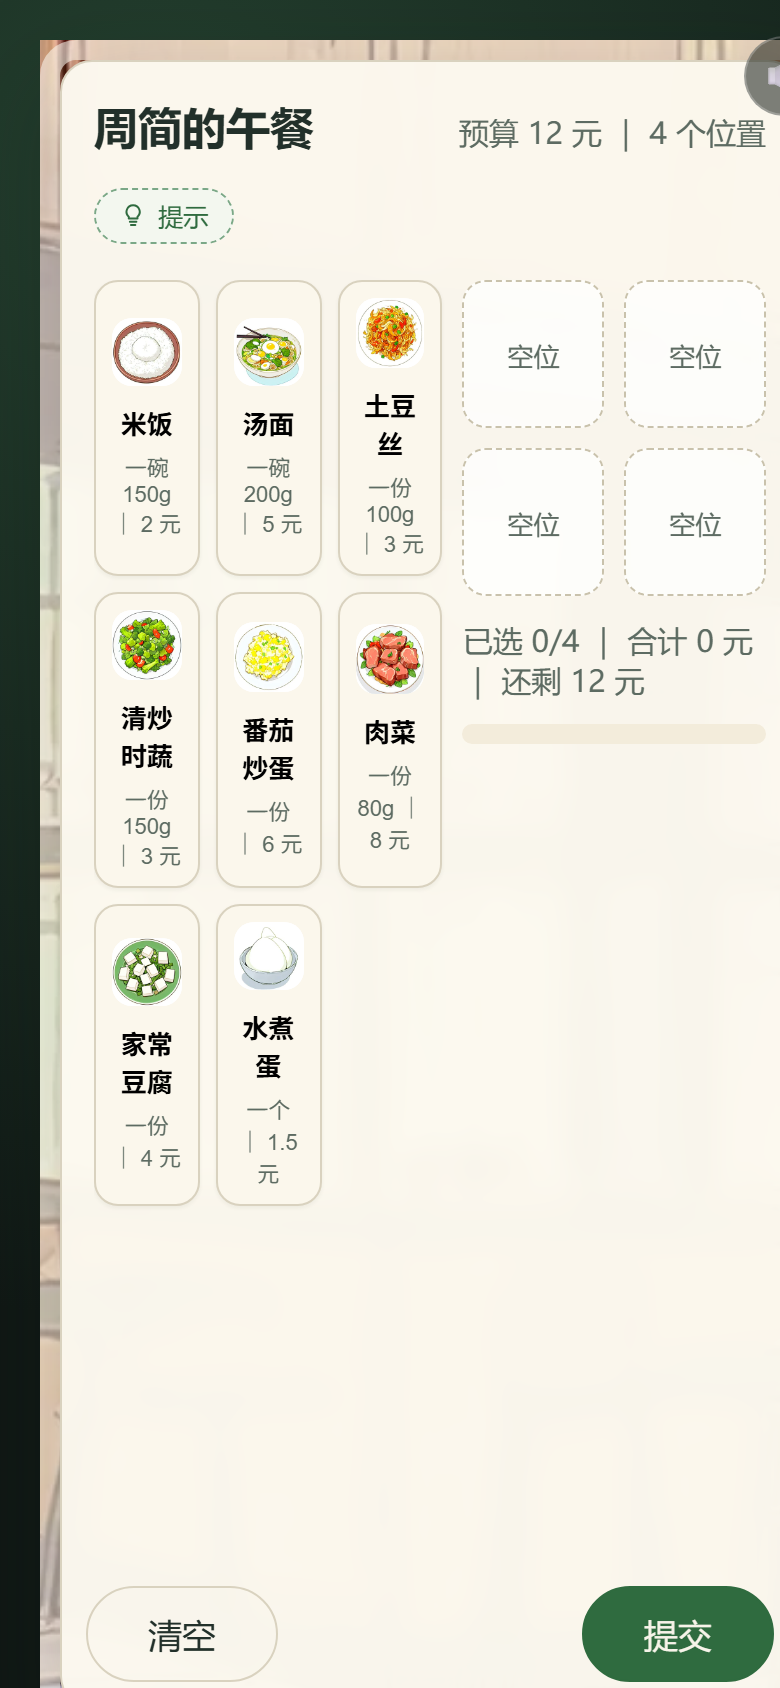 周简的午餐
预算 12 元 ｜ 4 个位置
提示
米饭
一碗
150g
｜ 2 元
汤面
一碗
200g
｜ 5 元
土豆
丝
一份
100g
｜ 3 元
清炒
时蔬
一份
150g
｜ 3 元
番茄
炒蛋
一份
｜ 6 元
肉菜
一份
80g ｜
8 元
家常
豆腐
一份
｜ 4 元
水煮
蛋
一个
｜ 1.5
元
空位
空位
空位
空位
已选 0/4 ｜ 合计 0 元
｜ 还剩 12 元
清空
提交